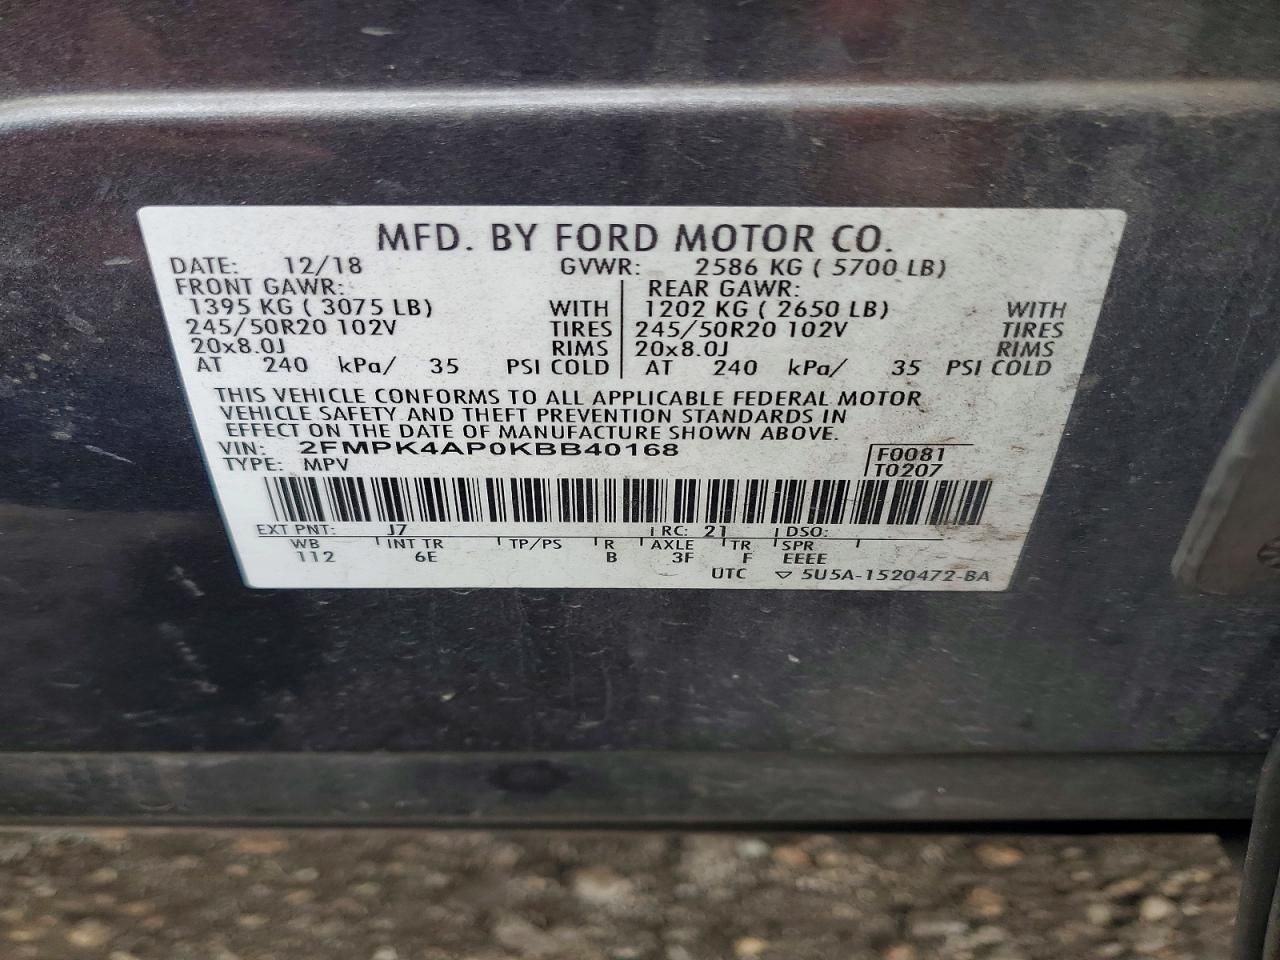 MFD. BY FORD MOTOR CO.
DATE: 12/18 GVWR: 2586 KG ( 5700 LB)
FRONT GAWR: REAR GAWR:
1395 KG ( 3075 LB) WITH 1202 KG ( 2650 LB) WITH
245/50R20 102V TIRES 245/50R20 102V TIRES
20x8.0J RIMS 20x8.0J RIMS
AT 240 kPa/ 35 PSI COLD AT 240 kPa/ 35 PSI COLD
THIS VEHICLE CONFORMS TO ALL APPLICABLE FEDERAL MOTOR
VEHICLE SAFETY AND THEFT PREVENTION STANDARDS IN
EFFECT ON THE DATE OF MANUFACTURE SHOWN ABOVE.
VIN: 2FMPK4AP0KBB40168 F0081
TYPE: MPV T0207
EXT PNT: J7 RC: 21 DSO:
WB INT TR TP/PS R AXLE TR SPR
112 6E B 3F F EEEE
UTC ▽ 5U5A-1520472-BA